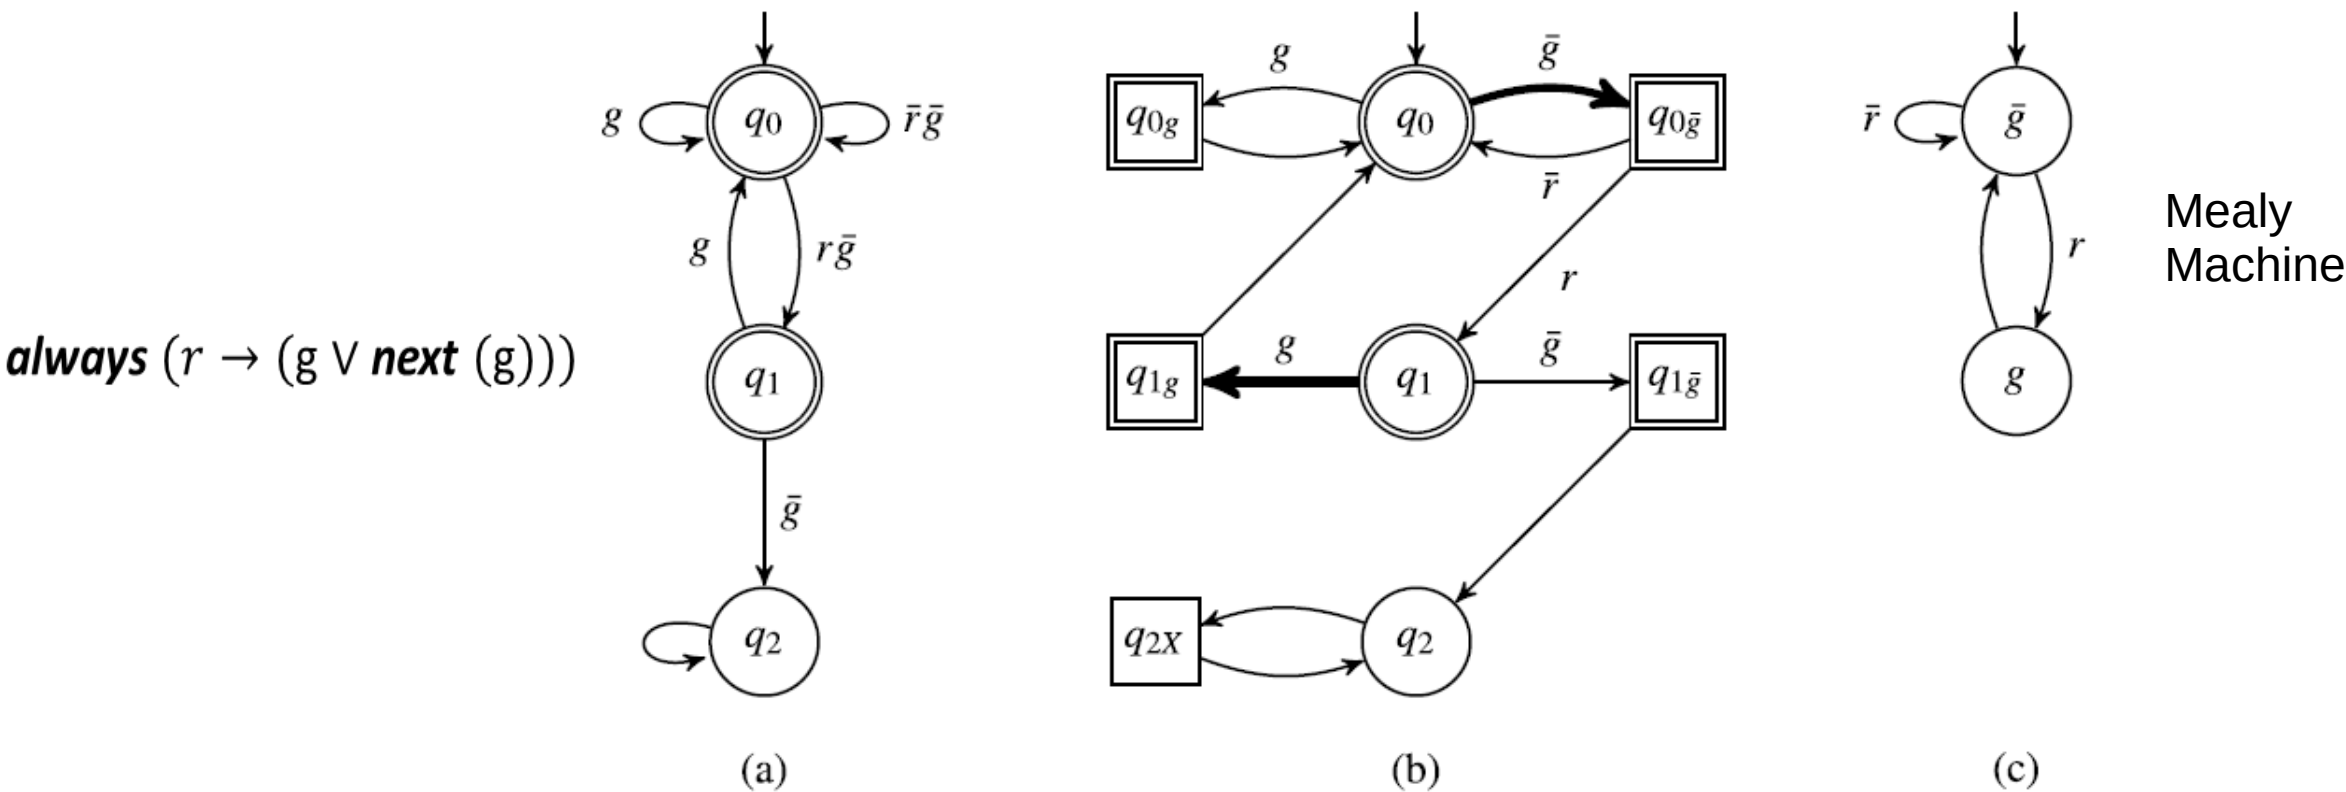 always (r → (g ∨ next (g)))
g
q0
r̄ḡ
g
rḡ
q1
ḡ
q2
(a)
g
ḡ
q0g
q0
q0ḡ
r̄
r
g
ḡ
q1g
q1
q1ḡ
q2X
q2
(b)
r̄
ḡ
r
g
(c)
Mealy
Machine